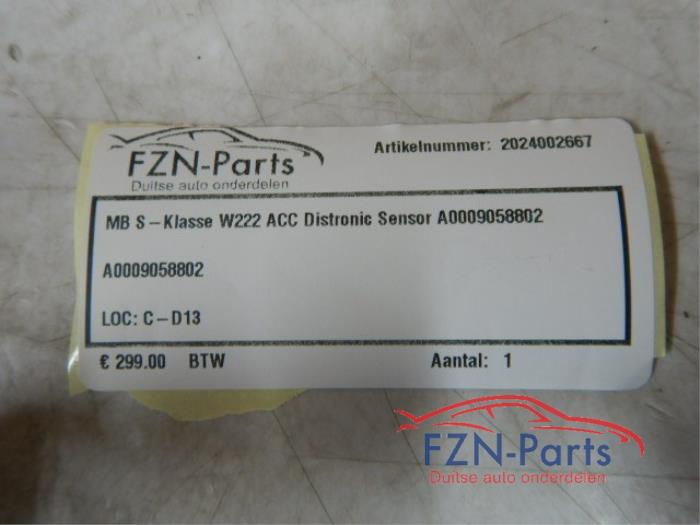 FZN-Parts
Duitse auto onderdelen
Artikelnummer: 2024002667
MB S-Klasse W222 ACC Distronic Sensor A0009058802
A0009058802
LOC: C-D13
€ 299.00 BTW Aantal: 1
FZN-Parts
Duitse auto onderdelen